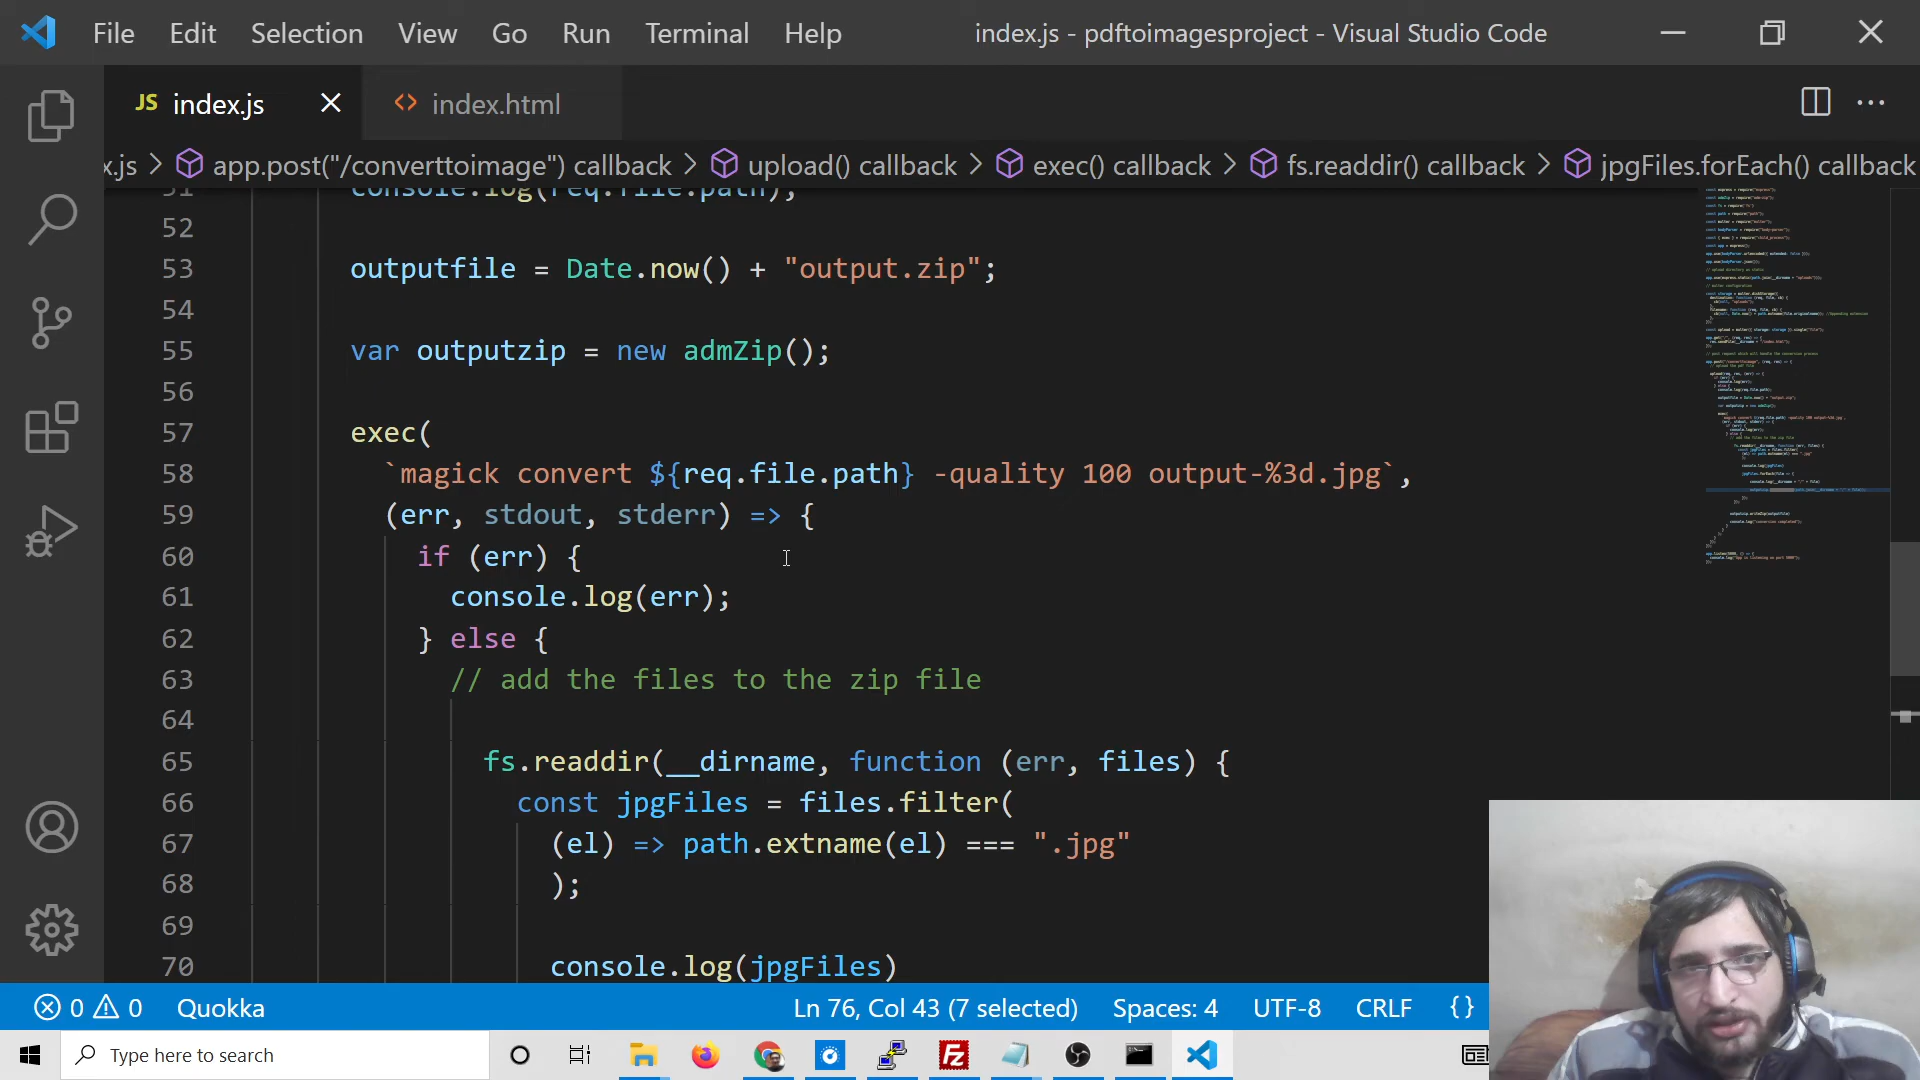 File Edit Selection View Go Run Terminal Help index.js - pdftoimagesproject - Visual Studio Code
JS index.js index.html
x.js > app.post("/converttoimage") callback > upload() callback > exec() callback > fs.readdir() callback > jpgFiles.forEach() callback
51 console.log(req.file.path);
52
53 outputfile = Date.now() + "output.zip";
54
55 var outputzip = new admZip();
56
57 exec(
58 `magick convert ${req.file.path} -quality 100 output-%3d.jpg`,
59 (err, stdout, stderr) => {
60 if (err) {
61 console.log(err);
62 } else {
63 // add the files to the zip file
64
65 fs.readdir(__dirname, function (err, files) {
66 const jpgFiles = files.filter(
67 (el) => path.extname(el) === ".jpg"
68 );
69
70 console.log(jpgFiles)
0 0 Quokka Ln 76, Col 43 (7 selected) Spaces: 4 UTF-8 CRLF {}
Type here to search